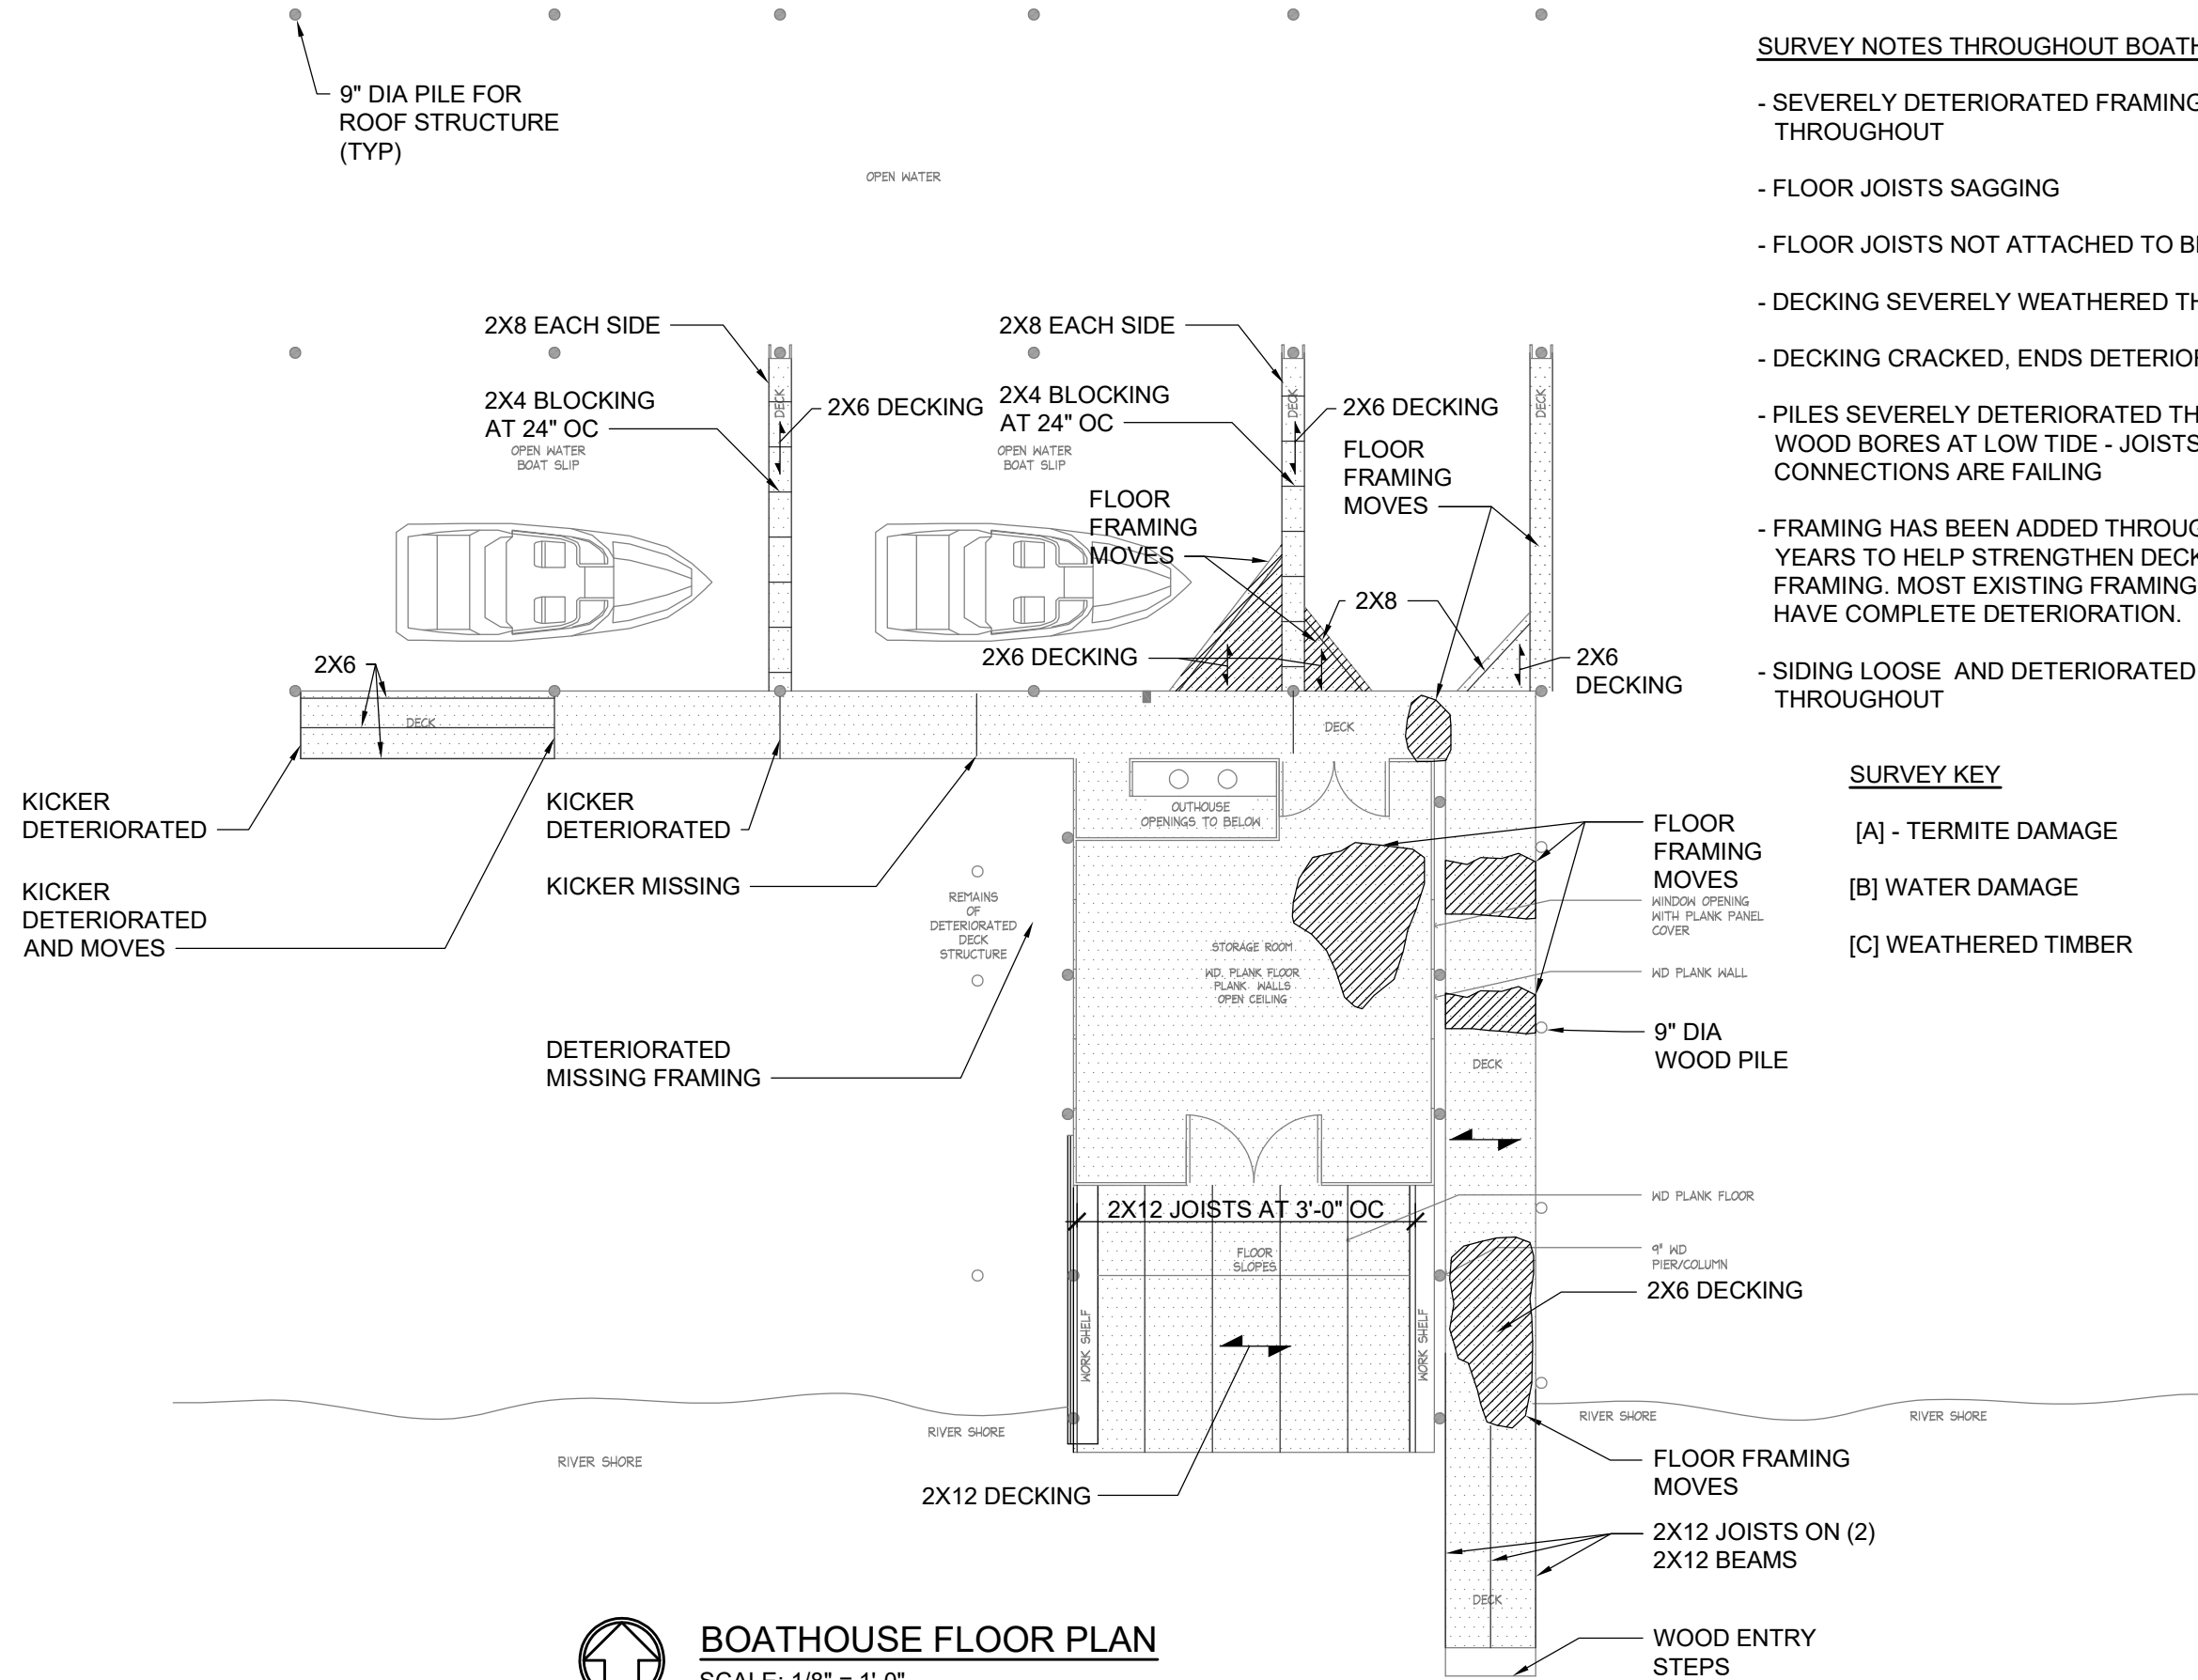 9" DIA PILE FOR
ROOF STRUCTURE
(TYP)
OPEN WATER
2X8 EACH SIDE
2X4 BLOCKING
AT 24" OC
OPEN WATER
BOAT SLIP
DECK
2X6 DECKING
2X8 EACH SIDE
2X4 BLOCKING
AT 24" OC
OPEN WATER
BOAT SLIP
DECK
2X6 DECKING
FLOOR
FRAMING
MOVES
DECK
FLOOR
FRAMING
MOVES
2X8
2X6 DECKING
2X6
DECKING
2X6
DECK
DECK
KICKER
DETERIORATED
KICKER
DETERIORATED
AND MOVES
KICKER
DETERIORATED
KICKER MISSING
REMAINS
OF
DETERIORATED
DECK
STRUCTURE
DETERIORATED
MISSING FRAMING
OUTHOUSE
OPENINGS TO BELOW
STORAGE ROOM
WD. PLANK FLOOR
PLANK WALLS
OPEN CEILING
FLOOR
FRAMING
MOVES
WINDOW OPENING
WITH PLANK PANEL
COVER
WD PLANK WALL
9" DIA
WOOD PILE
DECK
WD PLANK FLOOR
2X12 JOISTS AT 3'-0" OC
FLOOR
SLOPES
9" WD
PIER/COLUMN
2X6 DECKING
WORK SHELF
WORK SHELF
RIVER SHORE
RIVER SHORE
RIVER SHORE
RIVER SHORE
2X12 DECKING
FLOOR FRAMING
MOVES
2X12 JOISTS ON (2)
2X12 BEAMS
DECK
WOOD ENTRY
STEPS
BOATHOUSE FLOOR PLAN
SCALE: 1/8" = 1'-0"
SURVEY NOTES THROUGHOUT BOATH
- SEVERELY DETERIORATED FRAMING
THROUGHOUT
- FLOOR JOISTS SAGGING
- FLOOR JOISTS NOT ATTACHED TO B
- DECKING SEVERELY WEATHERED TH
- DECKING CRACKED, ENDS DETERIOR
- PILES SEVERELY DETERIORATED TH
WOOD BORES AT LOW TIDE - JOISTS
CONNECTIONS ARE FAILING
- FRAMING HAS BEEN ADDED THROUG
YEARS TO HELP STRENGTHEN DECK
FRAMING. MOST EXISTING FRAMING
HAVE COMPLETE DETERIORATION.
- SIDING LOOSE AND DETERIORATED
THROUGHOUT
SURVEY KEY
[A] - TERMITE DAMAGE
[B] WATER DAMAGE
[C] WEATHERED TIMBER